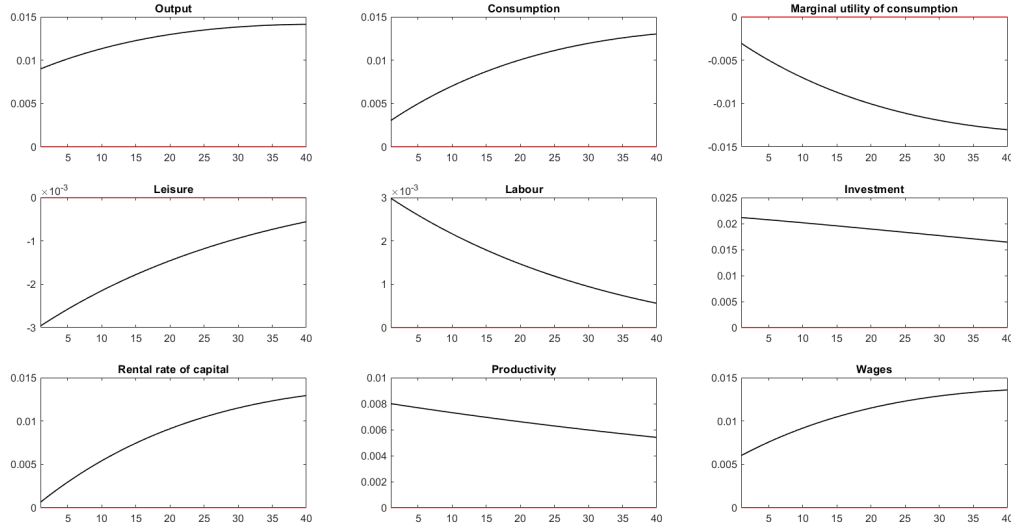 Output
0.015
0.01
0.005
0
5 10 15 20 25 30 35 40
Consumption
0.015
0.01
0.005
0
5 10 15 20 25 30 35 40
Marginal utility of consumption
0
-0.005
-0.01
-0.015
5 10 15 20 25 30 35 40
Leisure
×10-3
0
-1
-2
-3
5 10 15 20 25 30 35 40
Labour
×10-3
3
2
1
0
5 10 15 20 25 30 35 40
Investment
0.025
0.02
0.015
0.01
0.005
0
5 10 15 20 25 30 35 40
Rental rate of capital
0.015
0.01
0.005
0
5 10 15 20 25 30 35 40
Productivity
0.01
0.008
0.006
0.004
0.002
0
5 10 15 20 25 30 35 40
Wages
0.015
0.01
0.005
0
5 10 15 20 25 30 35 40